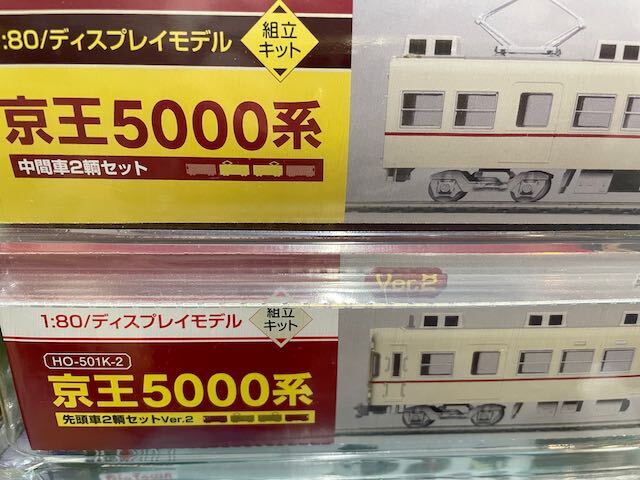 1:80/ディスプレイモデル
組立
キット
京王5000系
中間車2輌セット
Ver.2
1:80/ディスプレイモデル
組立
キット
HO-501K-2
京王5000系
先頭車2輌セットVer.2